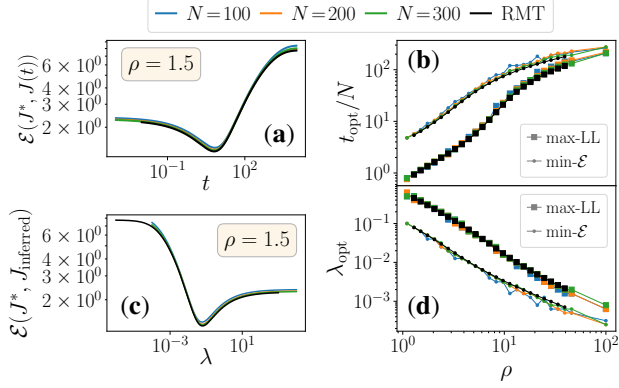 N = 100 N = 200 N = 300 RMT
ℰ(J*, J(t))
6 × 10⁰
4 × 10⁰
3 × 10⁰
2 × 10⁰
ρ = 1.5
(a)
10⁻¹ 10²
t
t_opt/N
10²
10¹
10⁰
(b)
max-LL
min-ℰ
ℰ(J*, J_inferred)
6 × 10⁰
4 × 10⁰
3 × 10⁰
2 × 10⁰
ρ = 1.5
(c)
10⁻³ 10¹
λ
λ_opt
10⁻¹
10⁻²
10⁻³
max-LL
min-ℰ
(d)
10⁰ 10¹ 10²
ρ